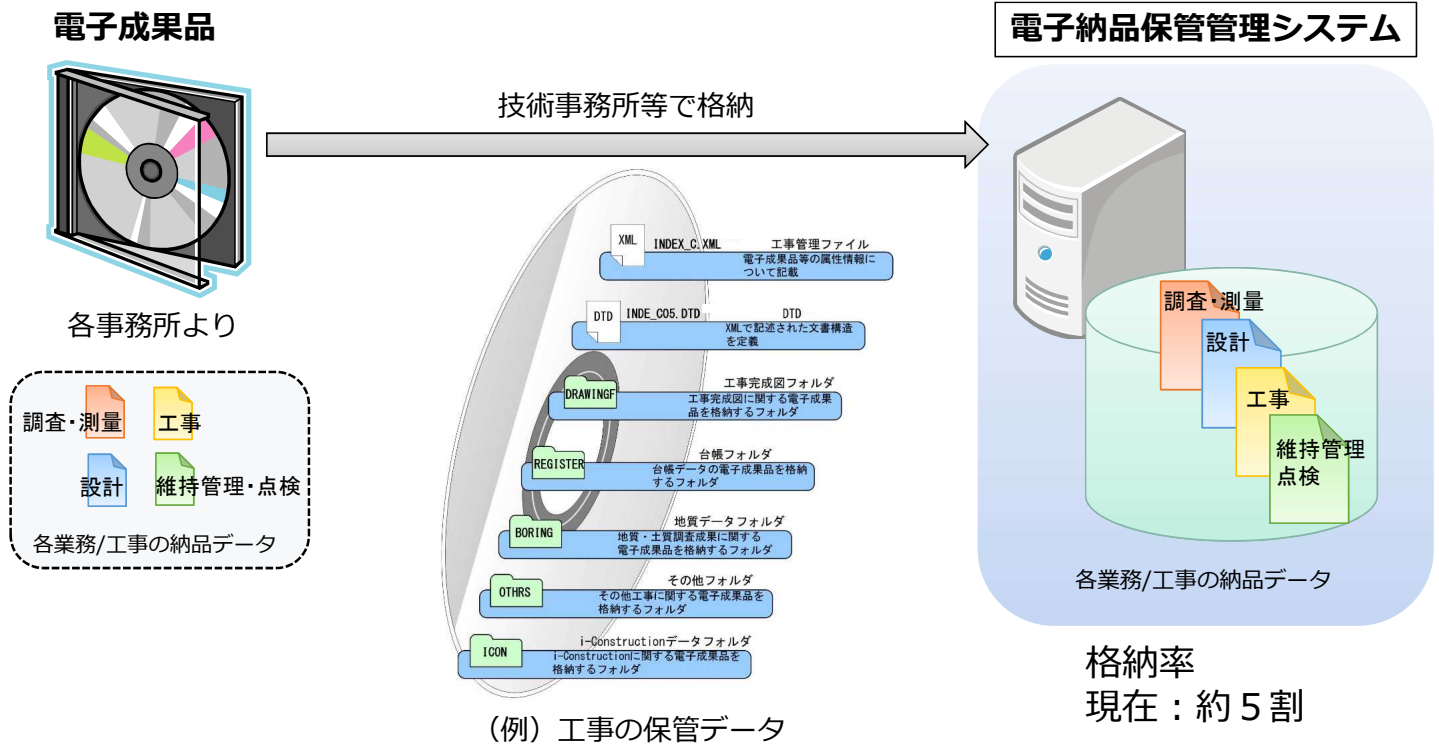 電子成果品
電子納品保管管理システム
技術事務所等で格納
各事務所より
調査・測量
工事
設計
維持管理・点検
各業務/工事の納品データ
XML
INDEX_C.XML 工事管理ファイル
電子成果品等の属性情報に
ついて記載
DTD
INDE_C05.DTD DTD
XMLで記述された文書構造
を定義
DRAWINGF
工事完成図フォルダ
工事完成図に関する電子成果
品を格納するフォルダ
REGISTER
台帳フォルダ
台帳データの電子成果品を格納
するフォルダ
BORING
地質データフォルダ
地質・土質調査成果に関する
電子成果品を格納するフォルダ
OTHRS
その他フォルダ
その他工事に関する電子成果品を
格納するフォルダ
ICON
i-Constructionデータフォルダ
i-Constructionに関する電子成果品を
格納するフォルダ
（例）工事の保管データ
調査・測量
設計
工事
維持管理
点検
各業務/工事の納品データ
格納率
現在：約５割